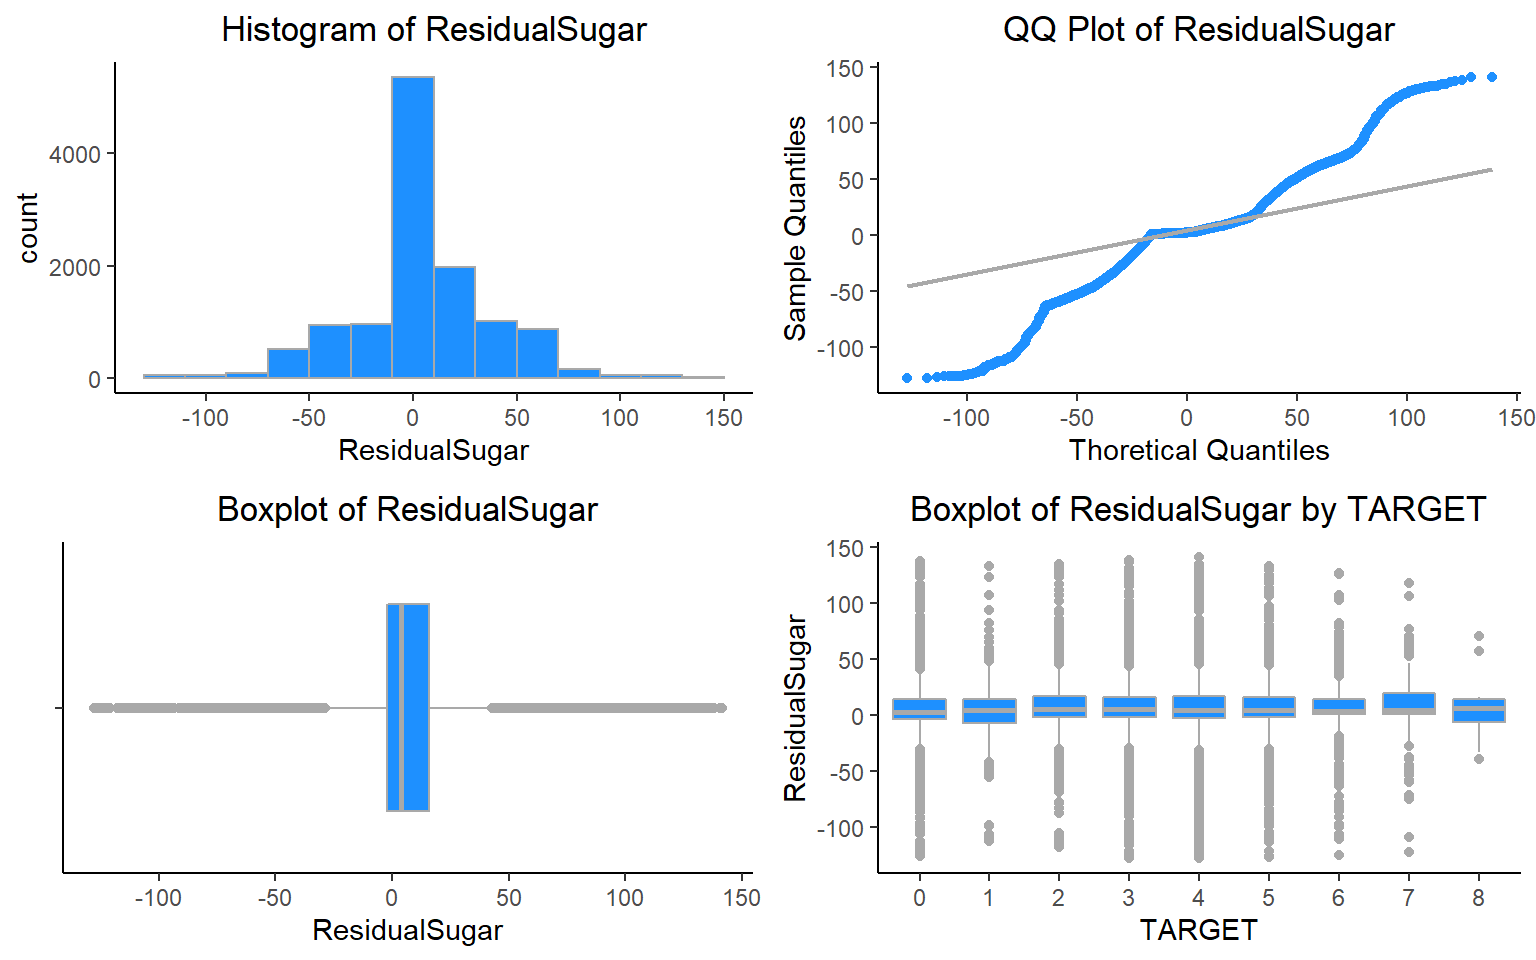 Histogram of ResidualSugar
count
4000
2000
0
-100 -50 0 50 100 150
ResidualSugar
QQ Plot of ResidualSugar
Sample Quantiles
150
100
50
0
-50
-100
-100 -50 0 50 100 150
Thoretical Quantiles
Boxplot of ResidualSugar
-100 -50 0 50 100 150
ResidualSugar
Boxplot of ResidualSugar by TARGET
ResidualSugar
150
100
50
0
-50
-100
0 1 2 3 4 5 6 7 8
TARGET